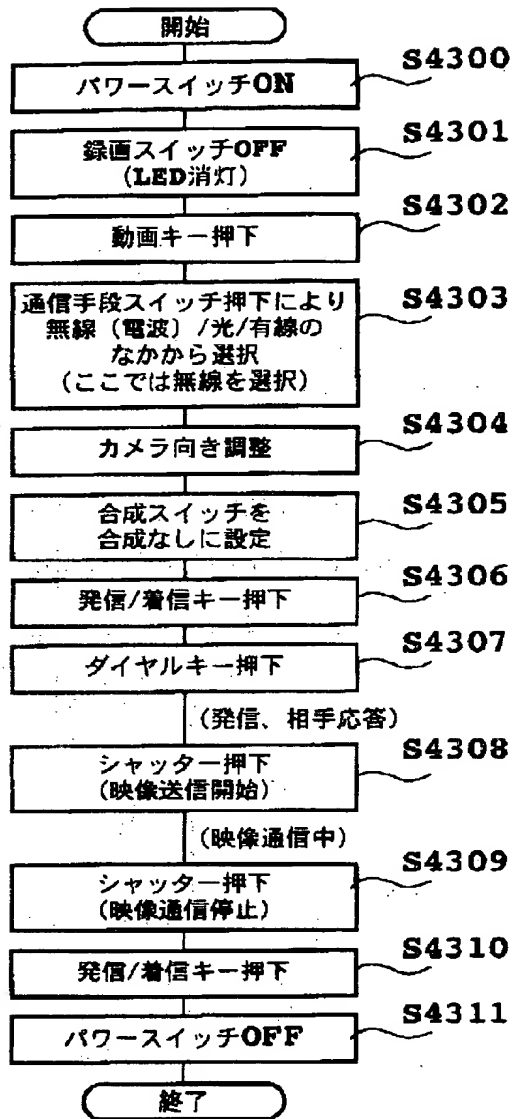 開始
S4300
パワースイッチON
S4301
録画スイッチOFF
(LED消灯)
S4302
動画キー押下
S4303
通信手段スイッチ押下により
無線(電波)/光/有線の
なかから選択
(ここでは無線を選択)
S4304
カメラ向き調整
S4305
合成スイッチを
合成なしに設定
S4306
発信/着信キー押下
S4307
ダイヤルキー押下
(発信、相手応答)
S4308
シャッター押下
(映像送信開始)
(映像通信中)
S4309
シャッター押下
(映像通信停止)
S4310
発信/着信キー押下
S4311
パワースイッチOFF
終了